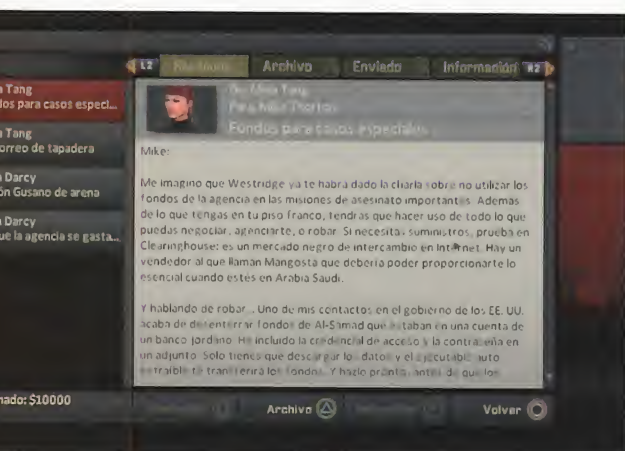 L2 Archivo Enviado Información R2
Tang
los para casos especi...
Tang
orreo de tapadera
Darcy
ón Gusano de arena
Darcy
ue la agencia se gasta...
De: Mina Tang
Para: Mike Thorton
Fondos para casos especiales
Mike:
Me imagino que Westridge ya te habrá dado la charla sobre no utilizar los
fondos de la agencia en las misiones de asesinato importantes. Además
de lo que tengas en tu piso franco, tendrás que hacer uso de todo lo que
puedas negociar, agenciarte, o robar. Si necesitas suministros, prueba en
Clearinghouse: es un mercado negro de intercambio en Internet. Hay un
vendedor al que llaman Mangosta que debería poder proporcionarte lo
esencial cuando estés en Arabia Saudí.
Y hablando de robar... Uno de mis contactos en el gobierno de los EE. UU.
acaba de desenterrar fondos de Al-Samad que estaban en una cuenta de
un banco jordano. He incluido la credencial de acceso y la contraseña en
un adjunto. Solo tienes que descargar los datos y el ejecutable auto
extraíble te transferirá los fondos. Y hazlo pronto, antes de que los
nado: $10000
Archivo
Volver